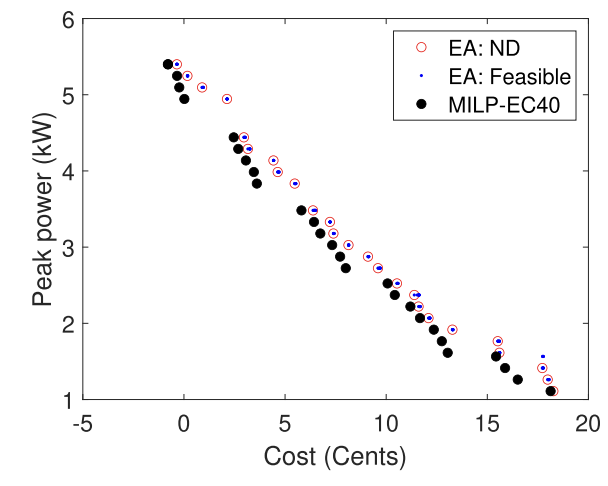 6
5
4
3
2
1
Peak power (kW)
EA: ND
EA: Feasible
MILP-EC40
-5 0 5 10 15 20
Cost (Cents)